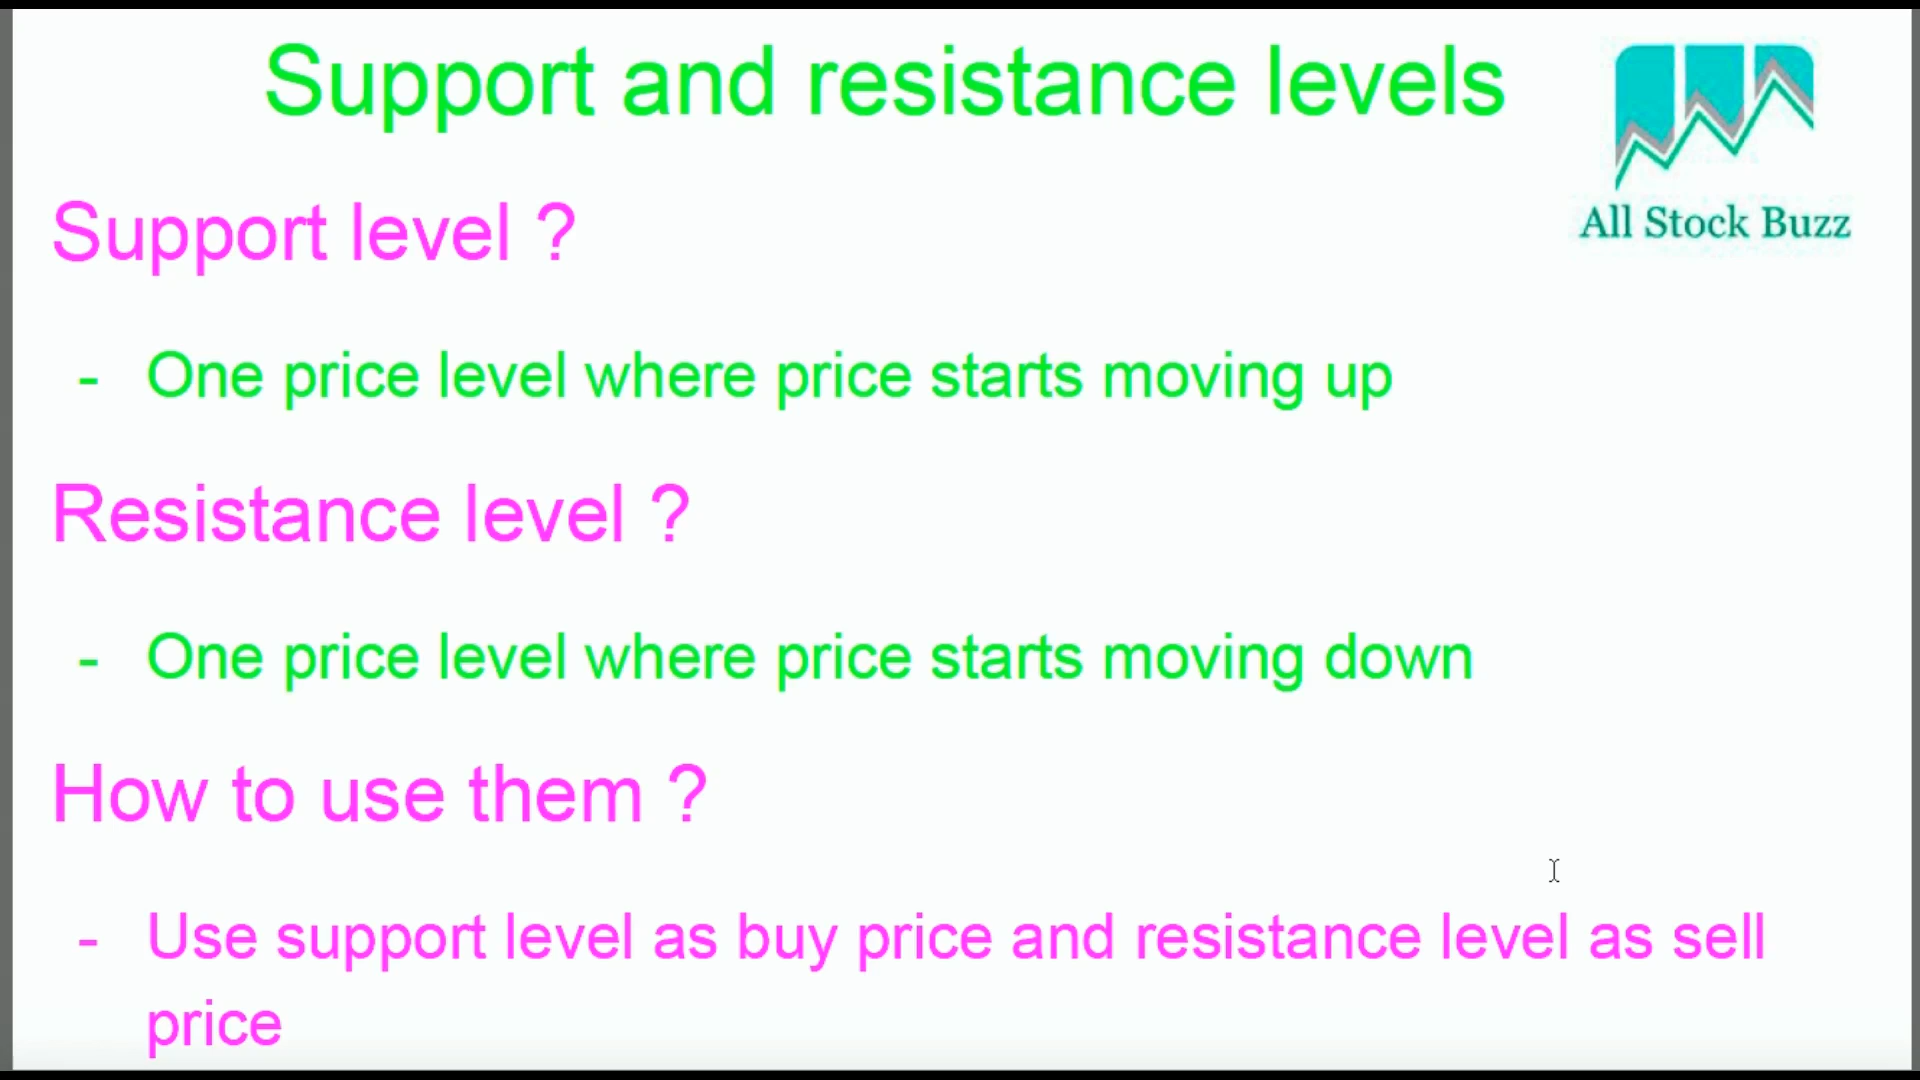 Support and resistance levels
All Stock Buzz
Support level ?
- One price level where price starts moving up
Resistance level ?
- One price level where price starts moving down
How to use them ?
- Use support level as buy price and resistance level as sell
price